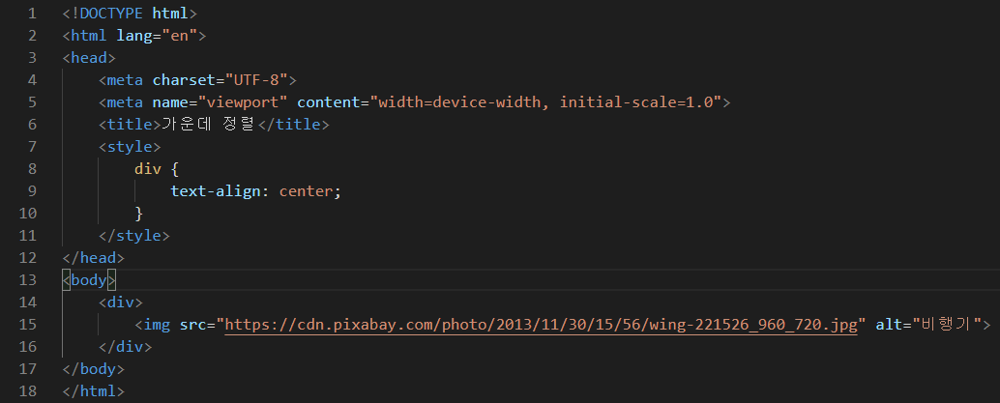 1 <!DOCTYPE html>
2 <html lang="en">
3 <head>
4     <meta charset="UTF-8">
5     <meta name="viewport" content="width=device-width, initial-scale=1.0">
6     <title>가운데 정렬</title>
7     <style>
8         div {
9             text-align: center;
10         }
11     </style>
12 </head>
13 <body>
14     <div>
15         <img src="https://cdn.pixabay.com/photo/2013/11/30/15/56/wing-221526_960_720.jpg" alt="비행기">
16     </div>
17 </body>
18 </html>